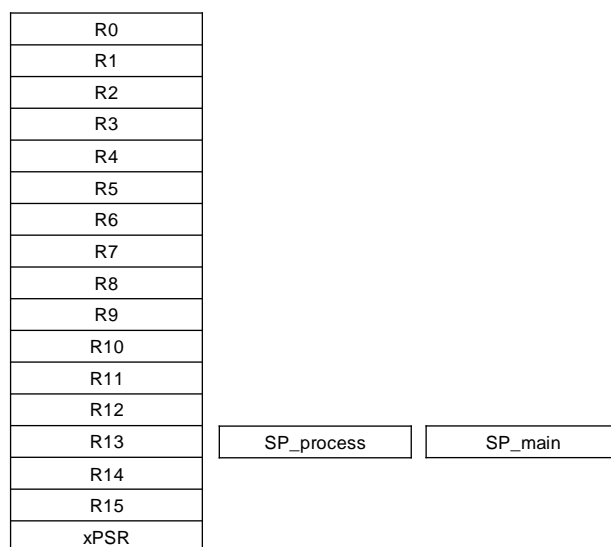 R0
R1
R2
R3
R4
R5
R6
R7
R8
R9
R10
R11
R12
R13 SP_process SP_main
R14
R15
xPSR